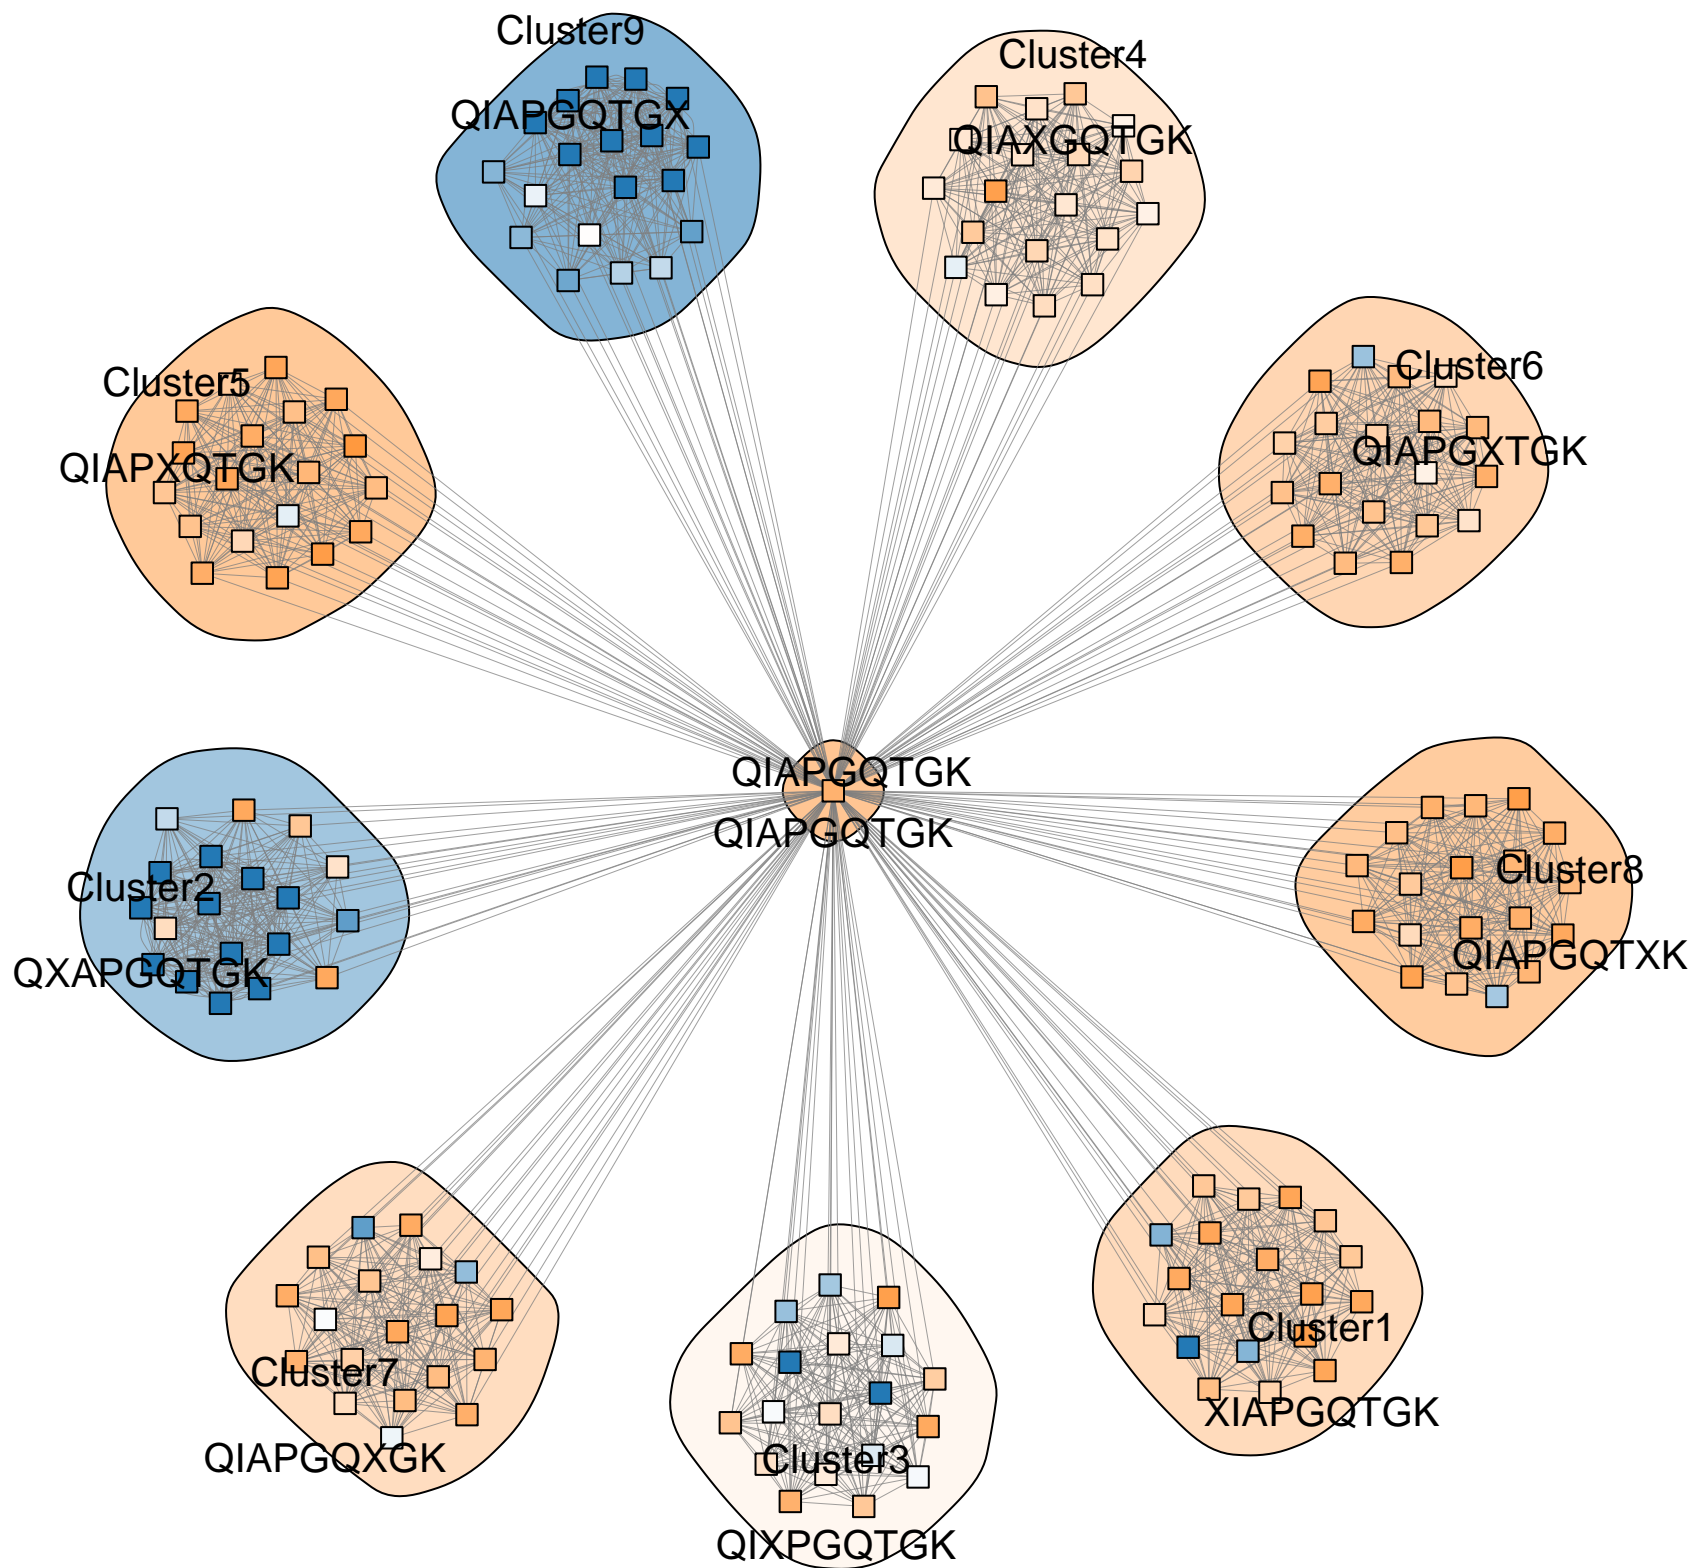 Cluster9
QIAPGQTGX
Cluster4
QIAXGQTGK
Cluster5
QIAPXQTGK
Cluster6
QIAPGXTGK
QIAPGQTGK
QIAPGQTGK
Cluster2
QXAPGQTGK
Cluster8
QIAPGQTXK
Cluster7
QIAPGQXGK
Cluster3
QIXPGQTGK
Cluster1
XIAPGQTGK